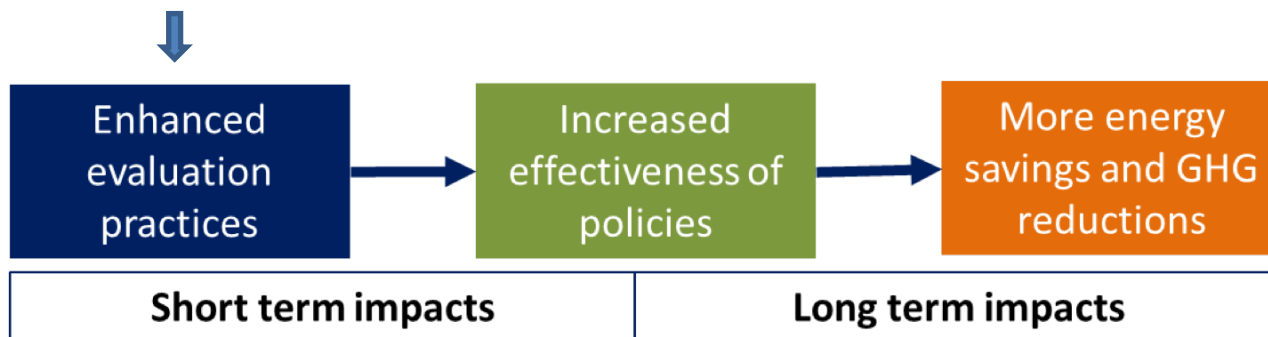 Enhanced
evaluation
practices
Increased
effectiveness of
policies
More energy
savings and GHG
reductions
Short term impacts
Long term impacts